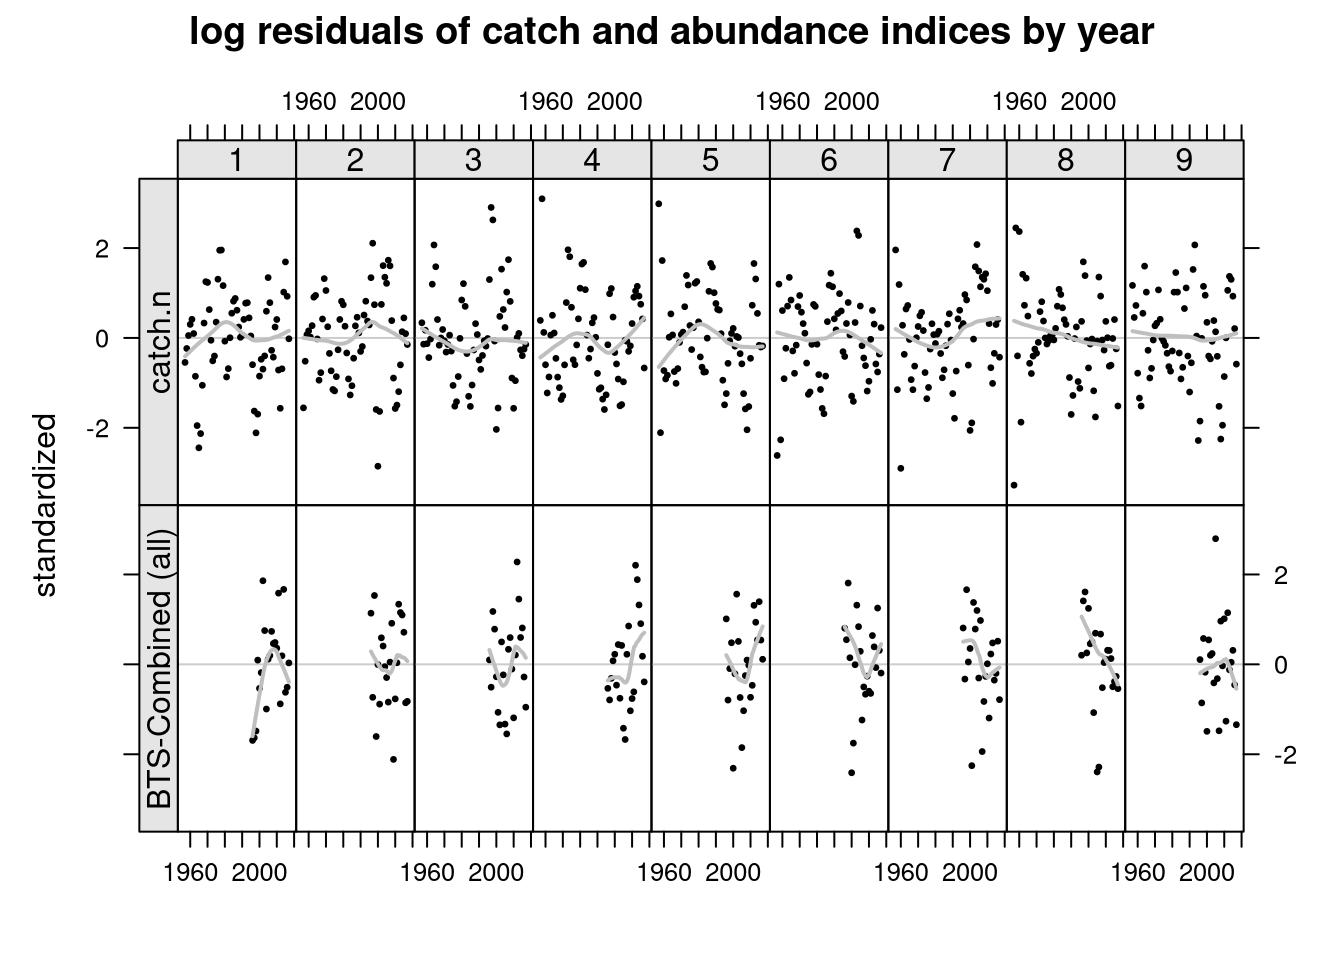 log residuals of catch and abundance indices by year
1960 2000 1960 2000 1960 2000 1960 2000
1 2 3 4 5 6 7 8 9
catch.n
2
0
-2
standardized
BTS-Combined (all)
2
0
-2
1960 2000 1960 2000 1960 2000 1960 2000 1960 2000